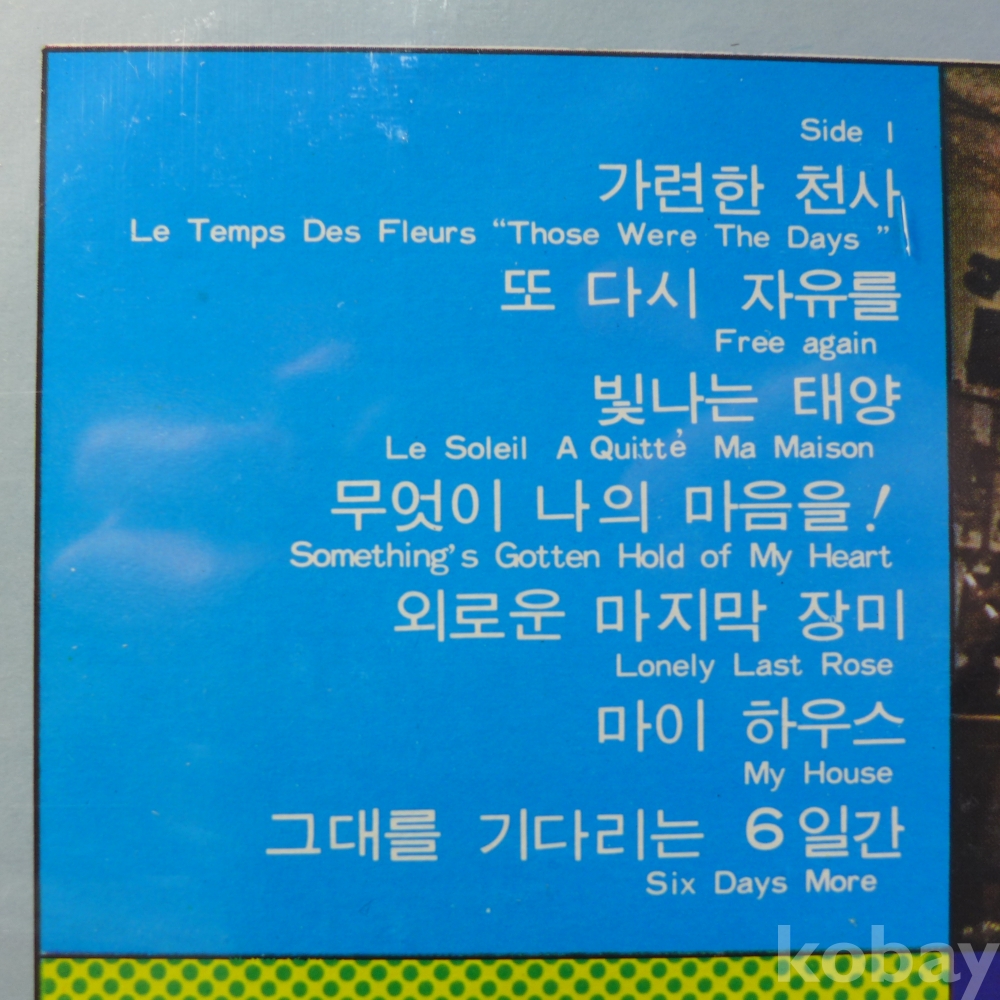 Side 1
가련한 천사
Le Temps Des Fleurs “Those Were The Days ”
또 다시 자유를
Free again
빛나는 태양
Le Soleil A Quitté Ma Maison
무엇이 나의 마음을!
Something's Gotten Hold of My Heart
외로운 마지막 장미
Lonely Last Rose
마이 하우스
My House
그대를 기다리는 6일간
Six Days More
kobay